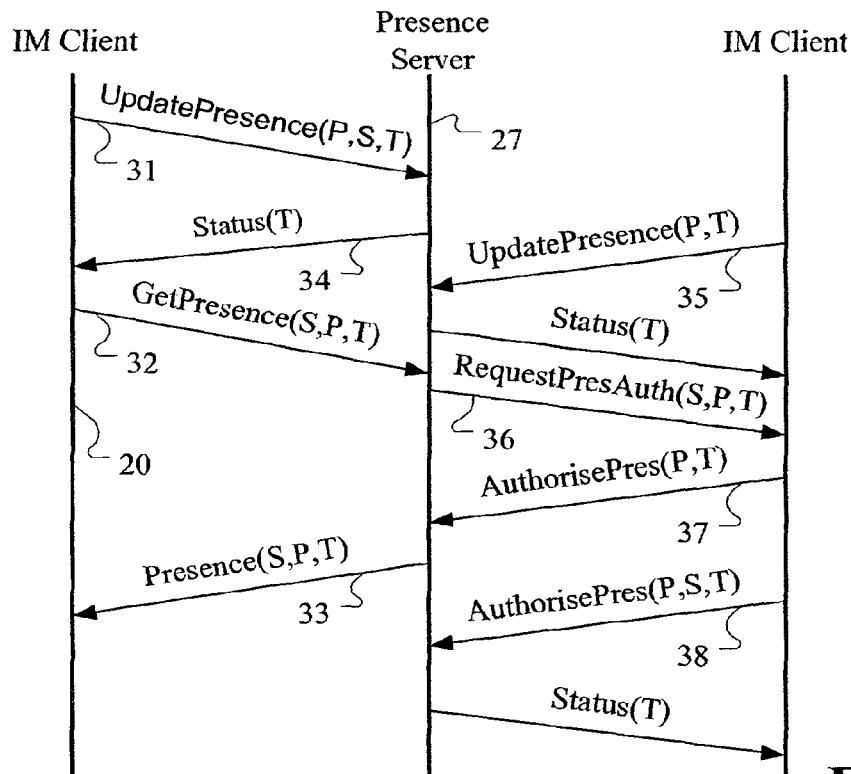 IM Client
Presence
Server
IM Client
UpdatePresence(P,S,T)
27
31
Status(T)
UpdatePresence(P,T)
34
35
GetPresence(S,P,T)
Status(T)
32
RequestPresAuth(S,P,T)
36
20
AuthorisePres(P,T)
37
Presence(S,P,T)
33
AuthorisePres(P,S,T)
38
Status(T)